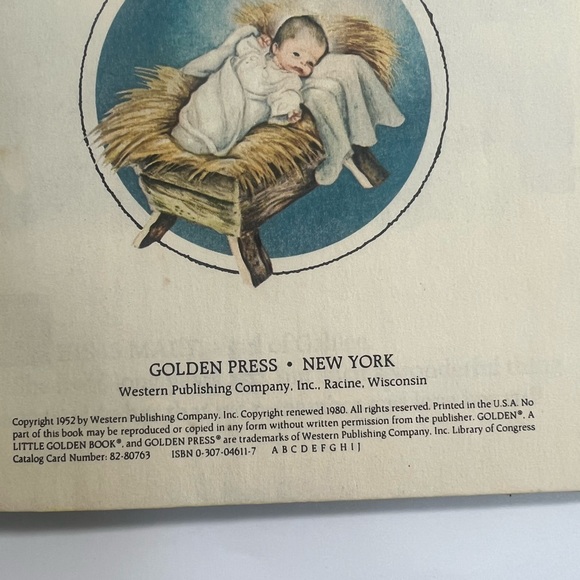 GOLDEN PRESS • NEW YORK
Western Publishing Company, Inc., Racine, Wisconsin
Copyright 1952 by Western Publishing Company, Inc. Copyright renewed 1980. All rights reserved. Printed in the U.S.A. No
part of this book may be reproduced or copied in any form without written permission from the publisher. GOLDEN®, A
LITTLE GOLDEN BOOK®, and GOLDEN PRESS® are trademarks of Western Publishing Company, Inc. Library of Congress
Catalog Card Number: 82-80763 ISBN 0-307-04611-7 A B C D E F G H I J